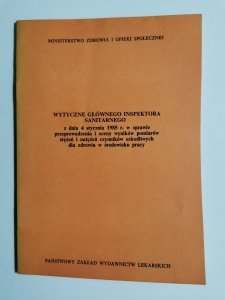 MINISTERSTWO ZDROWIA I OPIEKI SPOŁECZNEJ
WYTYCZNE GŁÓWNEGO INSPEKTORA
SANITARNEGO
z dnia 4 stycznia 1985 r. w sprawie
przeprowadzania i oceny wyników pomiarów
stężeń i natężeń czynników szkodliwych
dla zdrowia w środowisku pracy
PAŃSTWOWY ZAKŁAD WYDAWNICTW LEKARSKICH